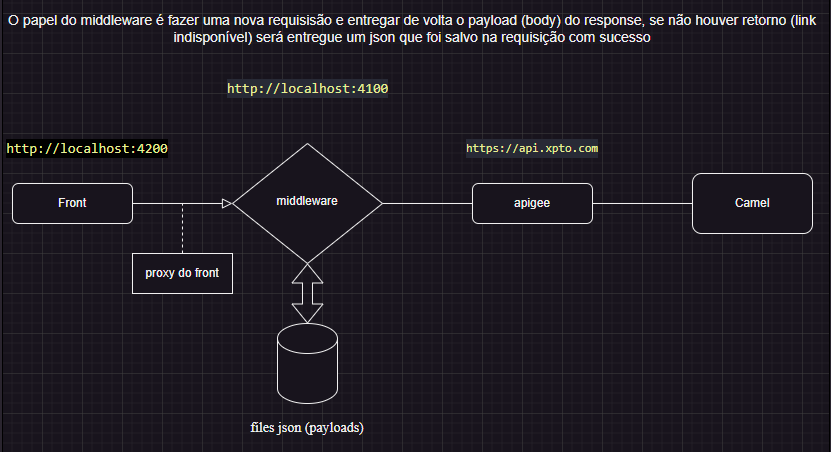 O papel do middleware é fazer uma nova requisisão e entregar de volta o payload (body) do response, se não houver retorno (link
indisponível) será entregue um json que foi salvo na requisição com sucesso
http://localhost:4100
http://localhost:4200
https://api.xpto.com
Front
middleware
apigee
Camel
proxy do front
files json (payloads)